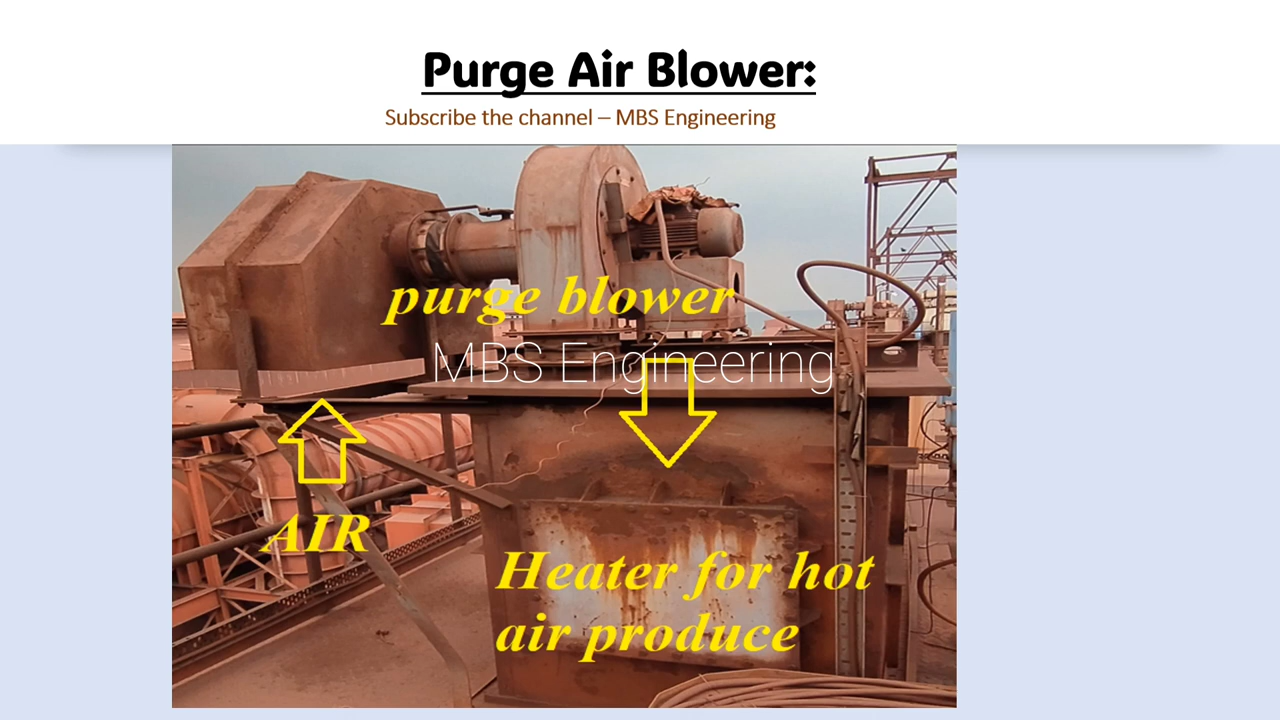 Purge Air Blower:
Subscribe the channel – MBS Engineering
purge blower
MBS Engineering
AIR
Heater for hot
air produce